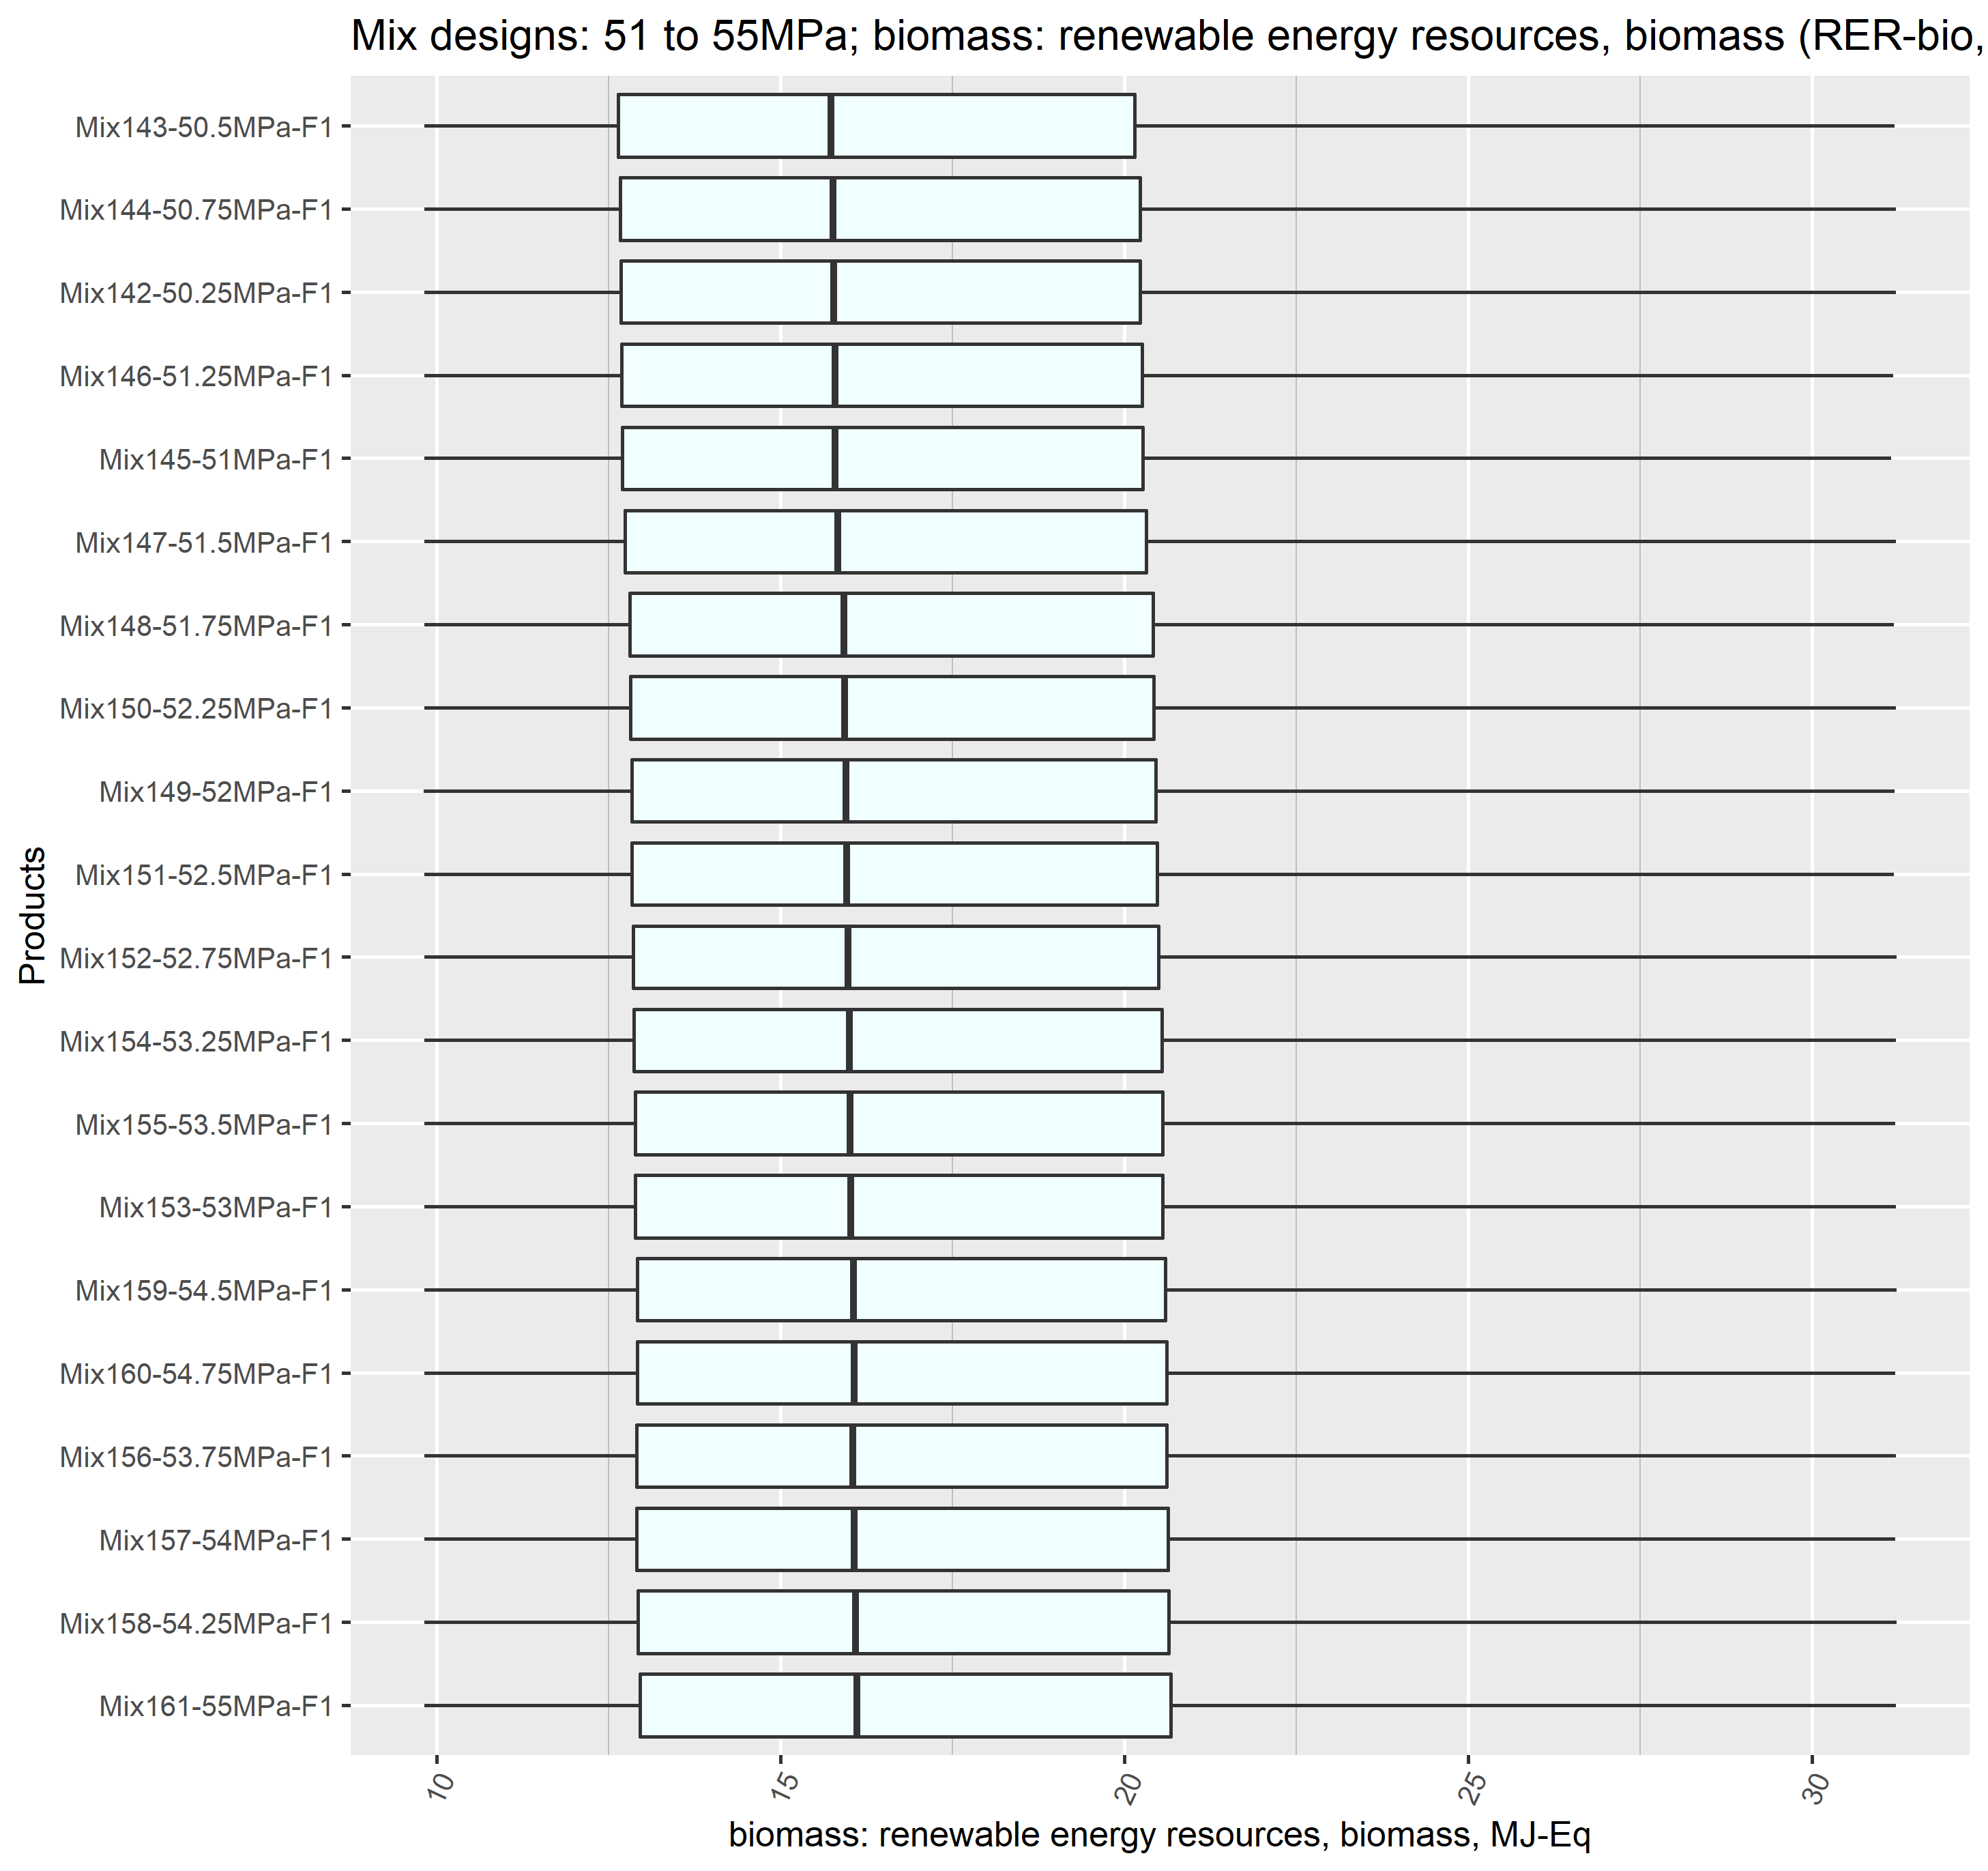 Mix designs: 51 to 55MPa; biomass: renewable energy resources, biomass (RER-bio,
Mix143-50.5MPa-F1
Mix144-50.75MPa-F1
Mix142-50.25MPa-F1
Mix146-51.25MPa-F1
Mix145-51MPa-F1
Mix147-51.5MPa-F1
Mix148-51.75MPa-F1
Mix150-52.25MPa-F1
Mix149-52MPa-F1
Mix151-52.5MPa-F1
Mix152-52.75MPa-F1
Mix154-53.25MPa-F1
Mix155-53.5MPa-F1
Mix153-53MPa-F1
Mix159-54.5MPa-F1
Mix160-54.75MPa-F1
Mix156-53.75MPa-F1
Mix157-54MPa-F1
Mix158-54.25MPa-F1
Mix161-55MPa-F1
Products
10 15 20 25 30
biomass: renewable energy resources, biomass, MJ-Eq